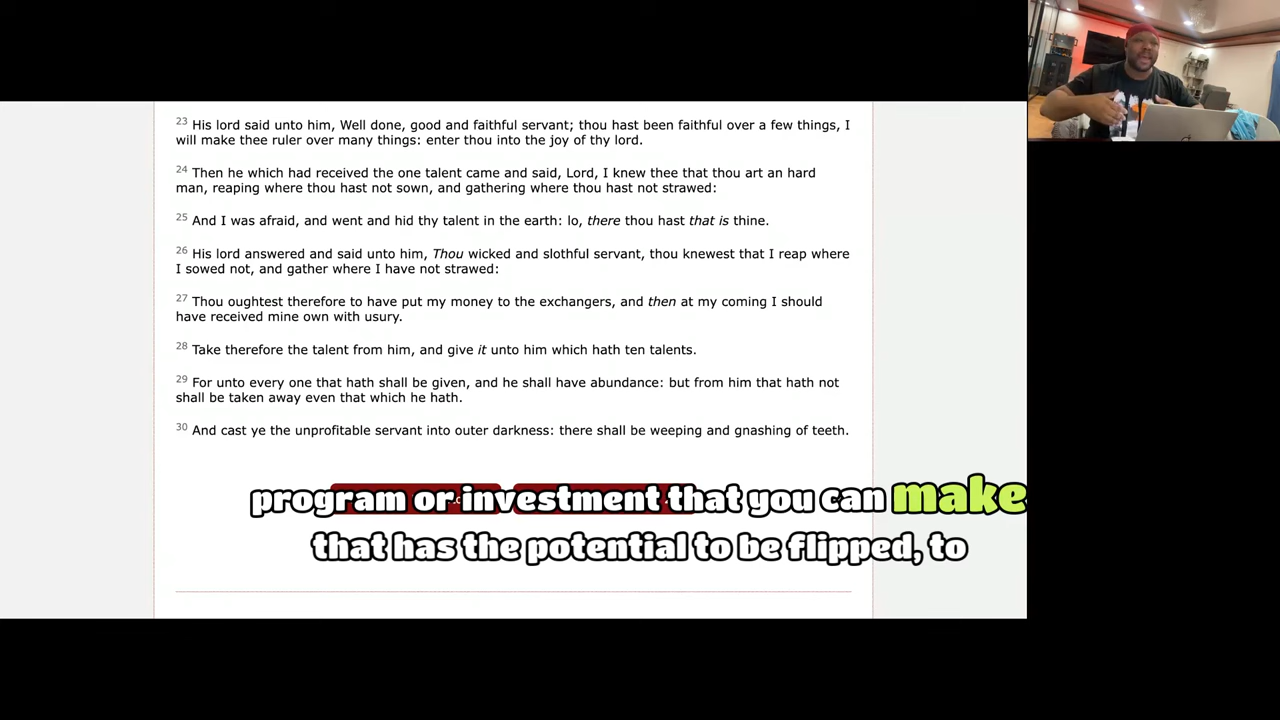 23 His lord said unto him, Well done, good and faithful servant; thou hast been faithful over a few things, I
will make thee ruler over many things: enter thou into the joy of thy lord.
24 Then he which had received the one talent came and said, Lord, I knew thee that thou art an hard
man, reaping where thou hast not sown, and gathering where thou hast not strawed:
25 And I was afraid, and went and hid thy talent in the earth: lo, there thou hast that is thine.
26 His lord answered and said unto him, Thou wicked and slothful servant, thou knewest that I reap where
I sowed not, and gather where I have not strawed:
27 Thou oughtest therefore to have put my money to the exchangers, and then at my coming I should
have received mine own with usury.
28 Take therefore the talent from him, and give it unto him which hath ten talents.
29 For unto every one that hath shall be given, and he shall have abundance: but from him that hath not
shall be taken away even that which he hath.
30 And cast ye the unprofitable servant into outer darkness: there shall be weeping and gnashing of teeth.
program or investment that you can make
that has the potential to be flipped, to